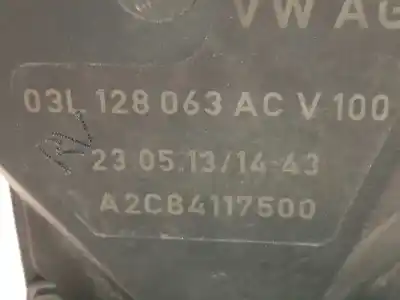 VW AG
03L 128 063 AC V 100
23 05.13/14-43
A2C84117500